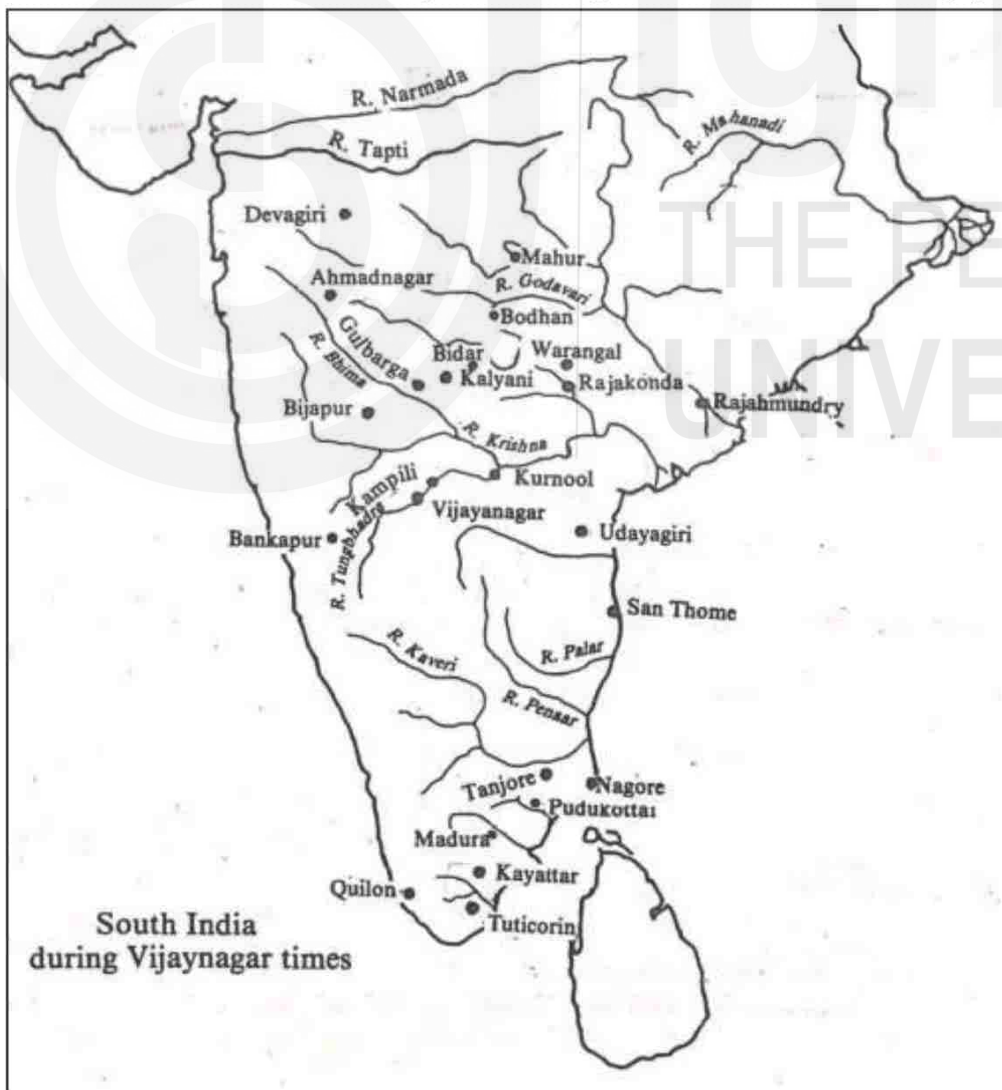 R. Narmada
R. Mahanadi
R. Tapti
Devagiri
Mahur
Ahmadnagar
R. Godavari
Bodhan
Gulbarga
R. Bhima
Bidar
Warangal
Kalyani
Rajakonda
Bijapur
Rajahmundry
R. Krishna
Kampili
Kurnool
Vijayanagar
Bankapur
R. Tungbhadre
Udayagiri
San Thome
R. Kaveri
R. Palar
R. Penaar
Tanjore
Nagore
Pudukottai
Madura
Kayattar
Quilon
Tuticorin
South India
during Vijaynagar times
THE PE
UNIVE